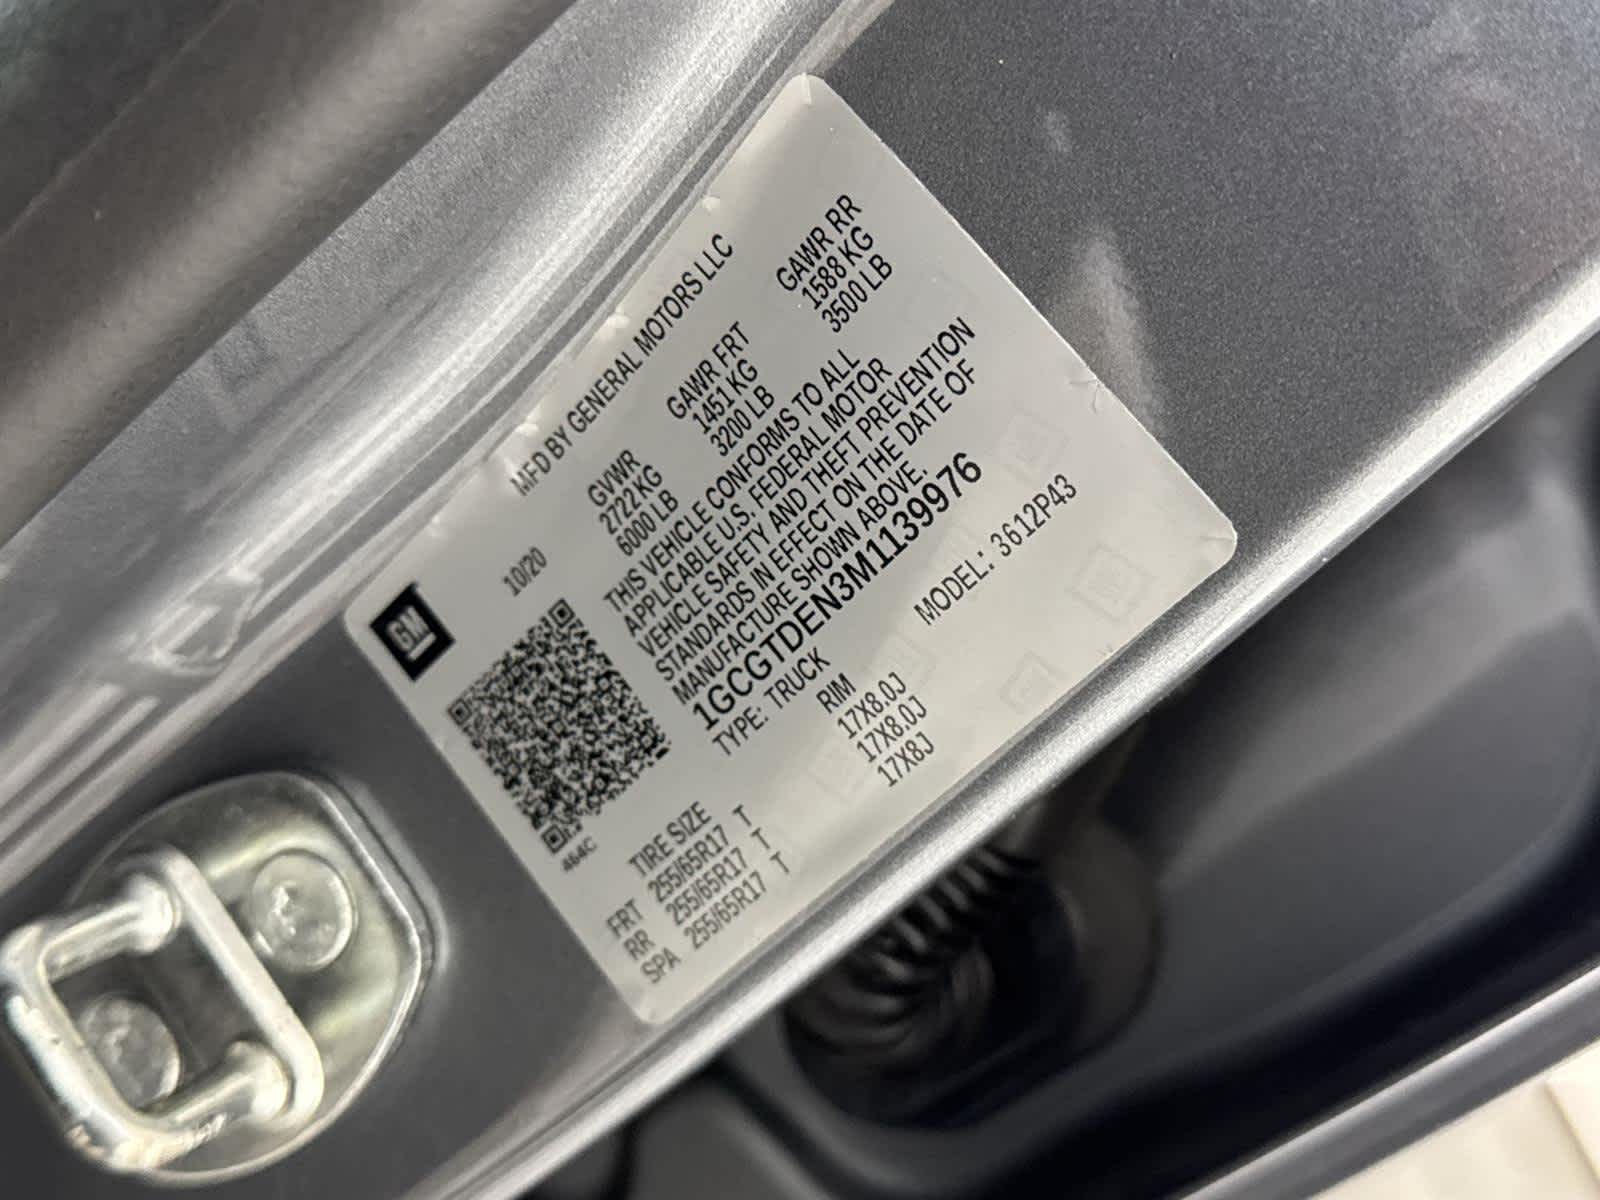 GM
MFD BY GENERAL MOTORS LLC
10/20
GVWR GAWR FRT GAWR RR
2722 KG 1451 KG 1588 KG
6000 LB 3200 LB 3500 LB
THIS VEHICLE CONFORMS TO ALL
APPLICABLE U.S. FEDERAL MOTOR
VEHICLE SAFETY AND THEFT PREVENTION
STANDARDS IN EFFECT ON THE DATE OF
MANUFACTURE SHOWN ABOVE.
1GCGTDEN3M1139976
TYPE: TRUCK MODEL: 3612P43
464C
TIRE SIZE RIM
FRT 255/65R17 T 17X8.0J
RR 255/65R17 T 17X8.0J
SPA 255/65R17 T 17X8J